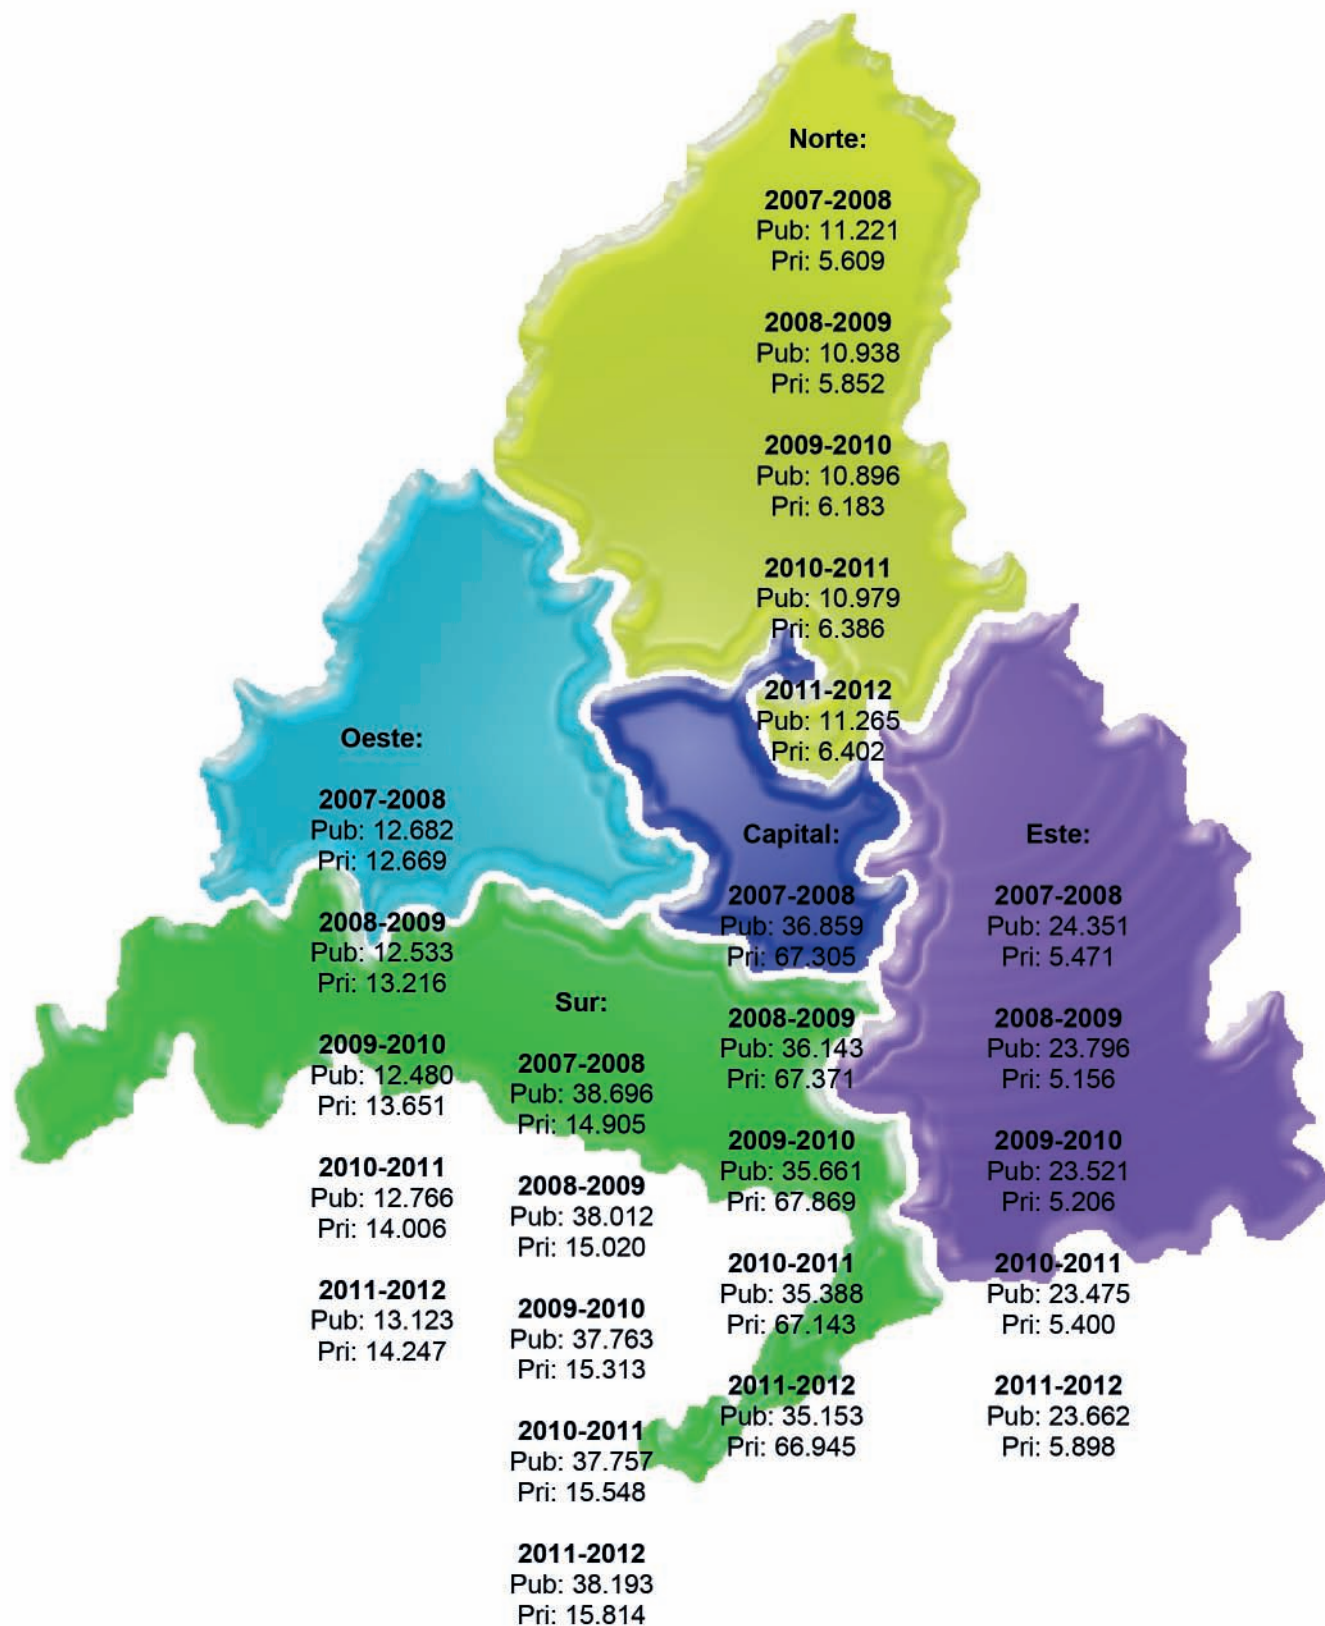 Norte:
2007-2008
Pub: 11.221
Pri: 5.609
2008-2009
Pub: 10.938
Pri: 5.852
2009-2010
Pub: 10.896
Pri: 6.183
2010-2011
Pub: 10.979
Pri: 6.386
2011-2012
Pub: 11.265
Pri: 6.402
Oeste:
2007-2008
Pub: 12.682
Pri: 12.669
2008-2009
Pub: 12.533
Pri: 13.216
2009-2010
Pub: 12.480
Pri: 13.651
2010-2011
Pub: 12.766
Pri: 14.006
2011-2012
Pub: 13.123
Pri: 14.247
Sur:
2007-2008
Pub: 38.696
Pri: 14.905
2008-2009
Pub: 38.012
Pri: 15.020
2009-2010
Pub: 37.763
Pri: 15.313
2010-2011
Pub: 37.757
Pri: 15.548
2011-2012
Pub: 38.193
Pri: 15.814
Capital:
2007-2008
Pub: 36.859
Pri: 67.305
2008-2009
Pub: 36.143
Pri: 67.371
2009-2010
Pub: 35.661
Pri: 67.869
2010-2011
Pub: 35.388
Pri: 67.143
2011-2012
Pub: 35.153
Pri: 66.945
Este:
2007-2008
Pub: 24.351
Pri: 5.471
2008-2009
Pub: 23.796
Pri: 5.156
2009-2010
Pub: 23.521
Pri: 5.206
2010-2011
Pub: 23.475
Pri: 5.400
2011-2012
Pub: 23.662
Pri: 5.898